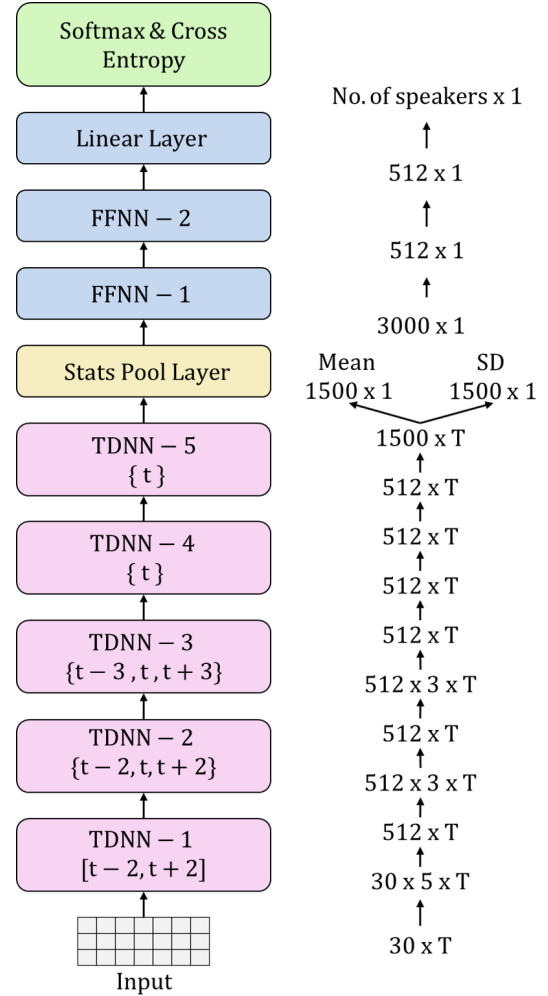 Softmax & Cross
Entropy
Linear Layer
FFNN − 2
FFNN − 1
Stats Pool Layer
TDNN − 5
{ t }
TDNN − 4
{ t }
TDNN − 3
{t − 3 , t, t + 3}
TDNN − 2
{t − 2, t, t + 2}
TDNN − 1
[t − 2, t + 2]
Input
No. of speakers x 1
512 x 1
512 x 1
3000 x 1
Mean
1500 x 1
SD
1500 x 1
1500 x T
512 x T
512 x T
512 x T
512 x T
512 x 3 x T
512 x T
512 x 3 x T
512 x T
30 x 5 x T
30 x T